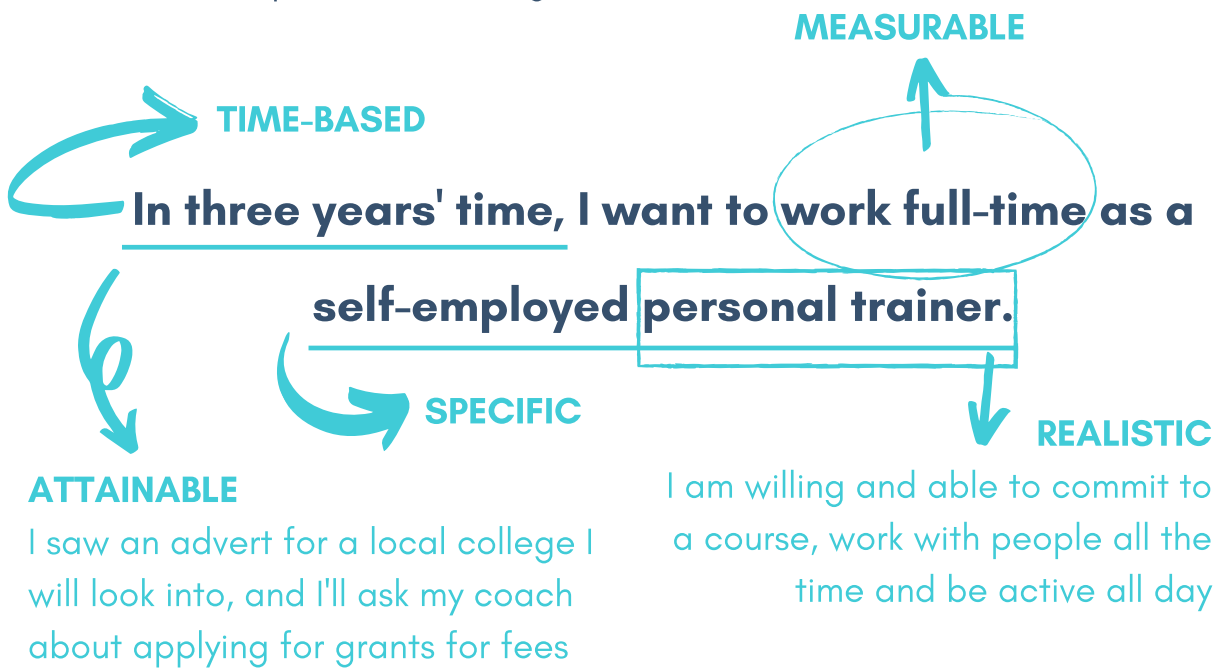 MEASURABLE
TIME-BASED
In three years' time, I want to work full-time as a
self-employed personal trainer.
SPECIFIC
REALISTIC
I am willing and able to commit to
a course, work with people all the
time and be active all day
ATTAINABLE
I saw an advert for a local college I
will look into, and I'll ask my coach
about applying for grants for fees